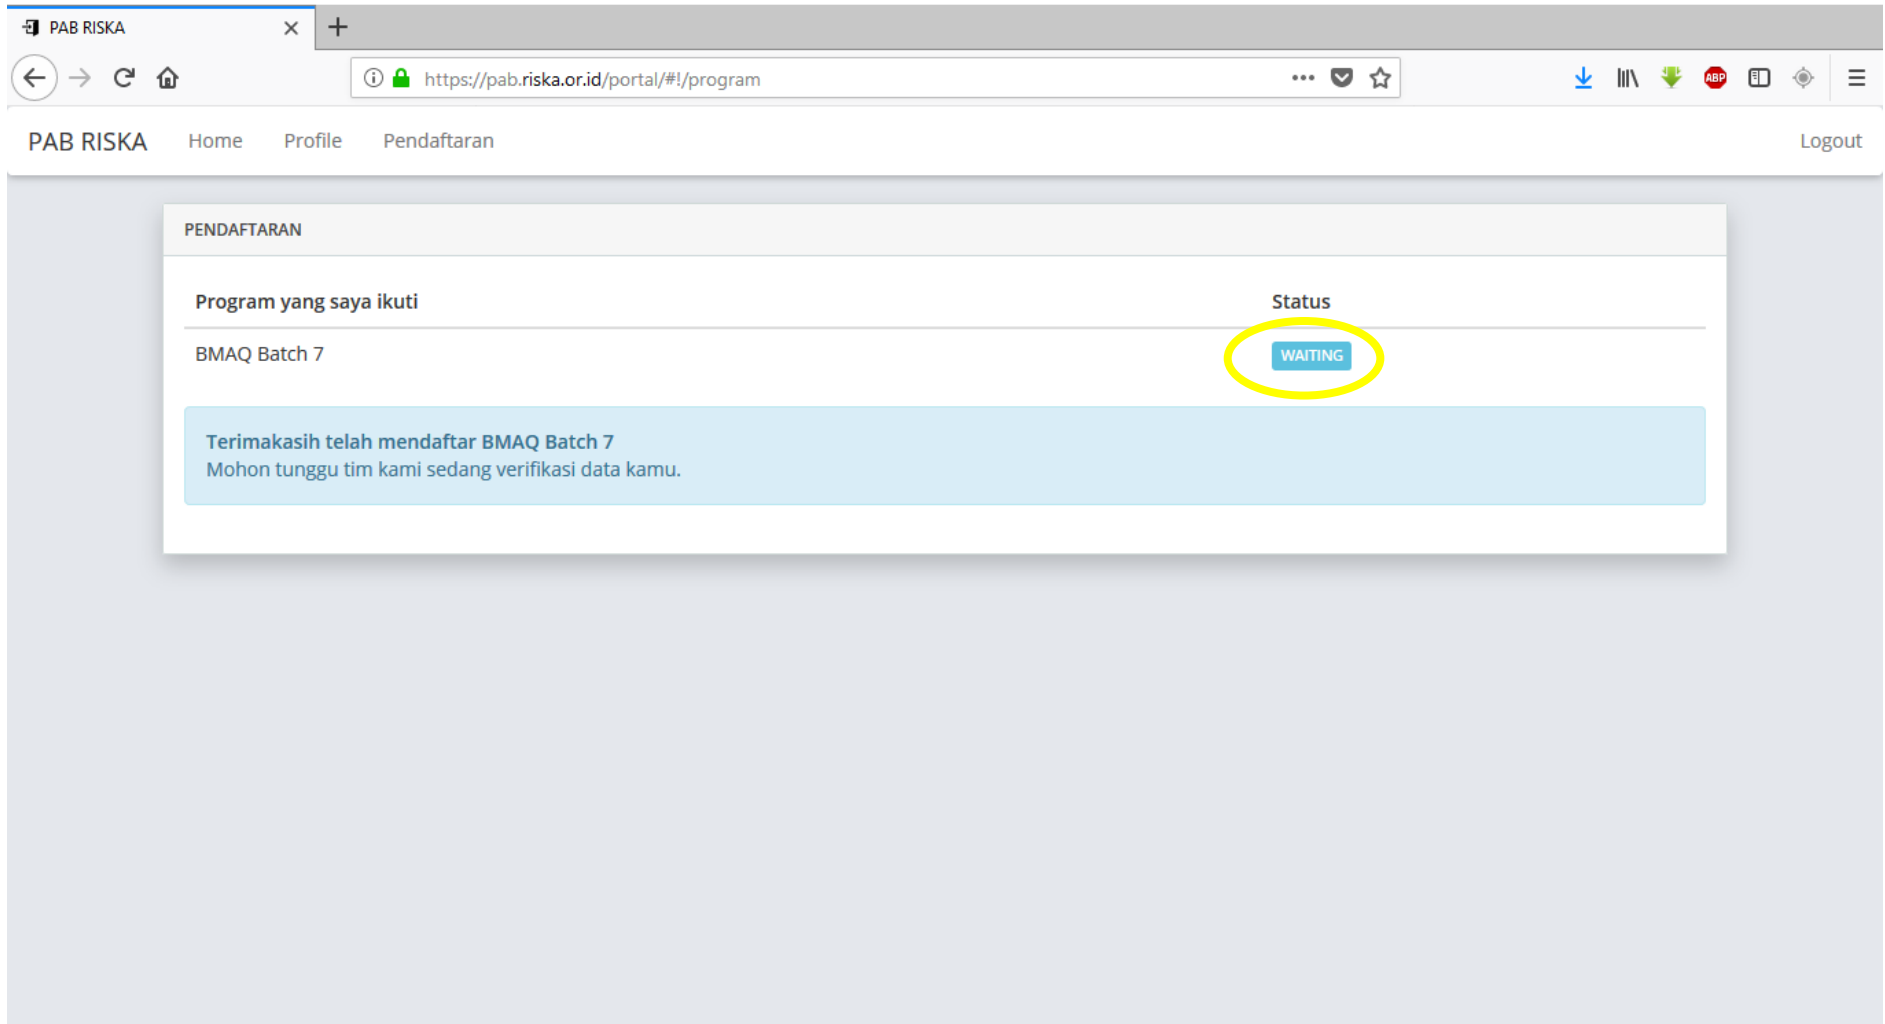 PAB RISKA
https://pab.riska.or.id/portal/#!/program
ABP
PAB RISKA Home Profile Pendaftaran Logout
PENDAFTARAN
Program yang saya ikuti Status
BMAQ Batch 7 WAITING
Terimakasih telah mendaftar BMAQ Batch 7
Mohon tunggu tim kami sedang verifikasi data kamu.